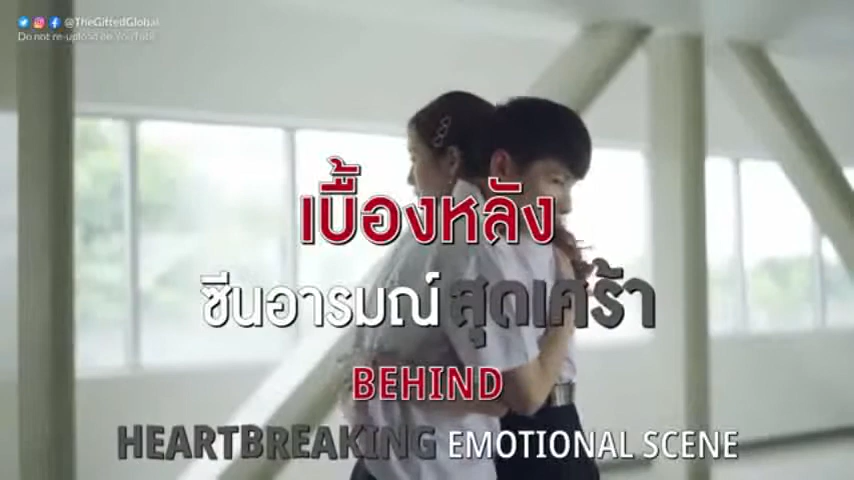 @TheGiftedGlobal
Do not re-upload on YouTube
เบื้องหลัง
ซีนอารมณ์ สุดเศร้า
BEHIND
HEARTBREAKING EMOTIONAL SCENE